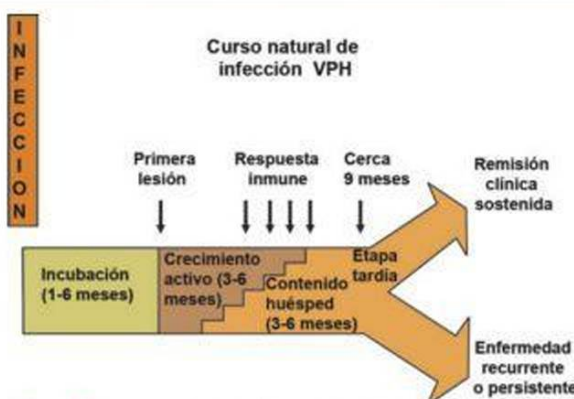 INFECCION
Curso natural de
infección VPH
Primera
lesión
Respuesta
inmune
Cerca
9 meses
Remisión
clínica
sostenida
Incubación
(1-6 meses)
Crecimiento
activo (3-6
meses)
Contenido
huésped
(3-6 meses)
Etapa
tardía
Enfermedad
recurrente
o persistente